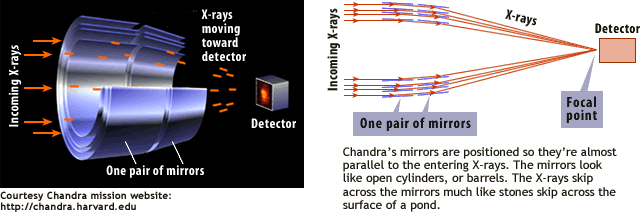 X-rays
moving
toward
detector
Incoming X-rays
Detector
One pair of mirrors
Courtesy Chandra mission website:
http://chandra.harvard.edu
Incoming X-rays
X-rays
Detector
One pair of mirrors
Focal
point
Chandra's mirrors are positioned so they're almost
parallel to the entering X-rays. The mirrors look
like open cylinders, or barrels. The X-rays skip
across the mirrors much like stones skip across the
surface of a pond.